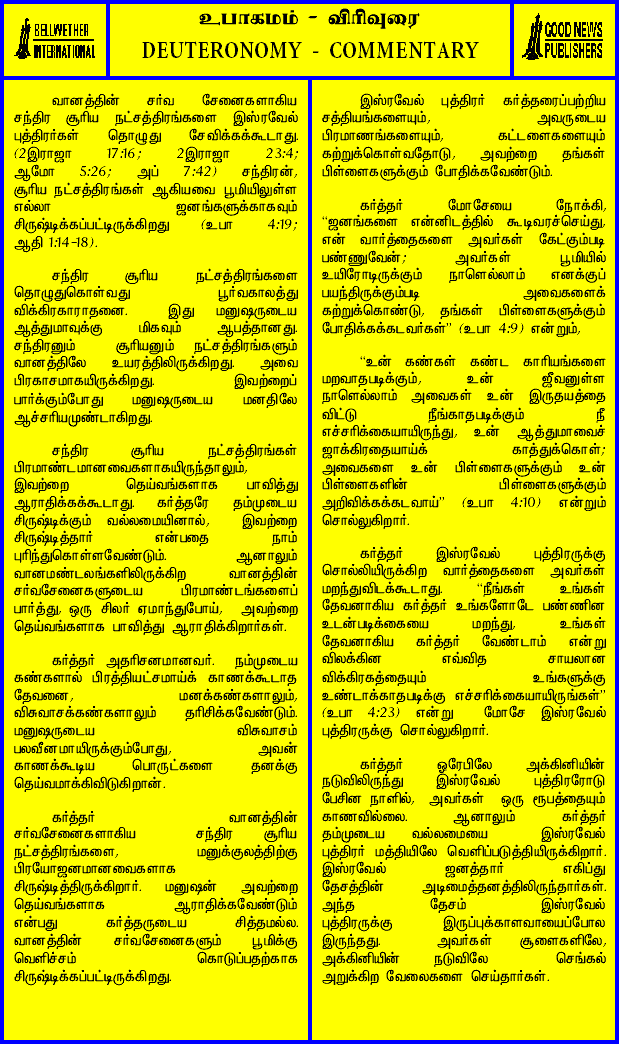 BELLWETHER
INTERNATIONAL
உபாகமம் - விரிவுரை
DEUTERONOMY - COMMENTARY
GOOD NEWS
PUBLISHERS
வானத்தின் சர்வ சேனைகளாகிய
சந்திர சூரிய நட்சத்திரங்களை இஸ்ரவேல்
புத்திரர்கள் தொழுது சேவிக்கக்கூடாது.
(2இராஜா 17:16; 2இராஜா 23:4;
ஆமோ 5:26; அப் 7:42) சந்திரன்,
சூரிய நட்சத்திரங்கள் ஆகியவை பூமியிலுள்ள
எல்லா ஜனங்களுக்காகவும்
சிருஷ்டிக்கப்பட்டிருக்கிறது (உபா 4:19;
ஆதி 1:14-18).
சந்திர சூரிய நட்சத்திரங்களை
தொழுதுகொள்வது பூர்வகாலத்து
விக்கிரகாராதனை. இது மனுஷருடைய
ஆத்துமாவுக்கு மிகவும் ஆபத்தானது.
சந்திரனும் சூரியனும் நட்சத்திரங்களும்
வானத்திலே உயரத்திலிருக்கிறது. அவை
பிரகாசமாகயிருக்கிறது. இவற்றைப்
பார்க்கும்போது மனுஷருடைய மனதிலே
ஆச்சரியமுண்டாகிறது.
சந்திர சூரிய நட்சத்திரங்கள்
பிரமாண்டமானவைகளாகயிருந்தாலும்,
இவற்றை தெய்வங்களாக பாவித்து
ஆராதிக்கக்கூடாது. கர்த்தரே தம்முடைய
சிருஷ்டிக்கும் வல்லமையினால், இவற்றை
சிருஷ்டித்தார் என்பதை நாம்
புரிந்துகொள்ளவேண்டும். ஆனாலும்
வானமண்டலங்களிலிருக்கிற வானத்தின்
சர்வசேனைகளுடைய பிரமாண்டங்களைப்
பார்த்து, ஒரு சிலர் ஏமாந்துபோய், அவற்றை
தெய்வங்களாக பாவித்து ஆராதிக்கிறார்கள்.
கர்த்தர் அதரிசனமானவர். நம்முடைய
கண்களால் பிரத்தியட்சமாய்க் காணக்கூடாத
தேவனை, மனக்கண்களாலும்,
விசுவாசக்கண்களாலும் தரிசிக்கவேண்டும்.
மனுஷருடைய விசுவாசம்
பலவீனமாயிருக்கும்போது, அவன்
காணக்கூடிய பொருட்களை தனக்கு
தெய்வமாக்கிவிடுகிறான்.
கர்த்தர் வானத்தின்
சர்வசேனைகளாகிய சந்திர சூரிய
நட்சத்திரங்களை, மனுக்குலத்திற்கு
பிரயோஜனமானவைகளாக
சிருஷ்டித்திருக்கிறார். மனுஷன் அவற்றை
தெய்வங்களாக ஆராதிக்கவேண்டும்
என்பது கர்த்தருடைய சித்தமல்ல.
வானத்தின் சர்வசேனைகளும் பூமிக்கு
வெளிச்சம் கொடுப்பதற்காக
சிருஷ்டிக்கப்பட்டிருக்கிறது.
இஸ்ரவேல் புத்திரர் கர்த்தரைப்பற்றிய
சத்தியங்களையும், அவருடைய
பிரமாணங்களையும், கட்டளைகளையும்
கற்றுக்கொள்வதோடு, அவற்றை தங்கள்
பிள்ளைகளுக்கும் போதிக்கவேண்டும்.
கர்த்தர் மோசேயை நோக்கி,
“ஜனங்களை என்னிடத்தில் கூடிவரச்செய்து,
என் வார்த்தைகளை அவர்கள் கேட்கும்படி
பண்ணுவேன்; அவர்கள் பூமியில்
உயிரோடிருக்கும் நாளெல்லாம் எனக்குப்
பயந்திருக்கும்படி அவைகளைக்
கற்றுக்கொண்டு, தங்கள் பிள்ளைகளுக்கும்
போதிக்கக்கடவர்கள்” (உபா 4:9) என்றும்,
“உன் கண்கள் கண்ட காரியங்களை
மறவாதபடிக்கும், உன் ஜீவனுள்ள
நாளெல்லாம் அவைகள் உன் இருதயத்தை
விட்டு நீங்காதபடிக்கும் நீ
எச்சரிக்கையாயிருந்து, உன் ஆத்துமாவைச்
ஜாக்கிரதையாய்க் காத்துக்கொள்;
அவைகளை உன் பிள்ளைகளுக்கும் உன்
பிள்ளைகளின் பிள்ளைகளுக்கும்
அறிவிக்கக்கடவாய்” (உபா 4:10) என்றும்
சொல்லுகிறார்.
கர்த்தர் இஸ்ரவேல் புத்திரருக்கு
சொல்லியிருக்கிற வார்த்தைகளை அவர்கள்
மறந்துவிடக்கூடாது. “நீங்கள் உங்கள்
தேவனாகிய கர்த்தர் உங்களோடே பண்ணின
உடன்படிக்கையை மறந்து, உங்கள்
தேவனாகிய கர்த்தர் வேண்டாம் என்று
விலக்கின எவ்வித சாயலான
விக்கிரகத்தையும் உங்களுக்கு
உண்டாக்காதபடிக்கு எச்சரிக்கையாயிருங்கள்”
(உபா 4:23) என்று மோசே இஸ்ரவேல்
புத்திரருக்கு சொல்லுகிறார்.
கர்த்தர் ஓரேபிலே அக்கினியின்
நடுவிலிருந்து இஸ்ரவேல் புத்திரரோடு
பேசின நாளில், அவர்கள் ஒரு ரூபத்தையும்
காணவில்லை. ஆனாலும் கர்த்தர்
தம்முடைய வல்லமையை இஸ்ரவேல்
புத்திரர் மத்தியிலே வெளிப்படுத்தியிருக்கிறார்.
இஸ்ரவேல் ஜனத்தார் எகிப்து
தேசத்தின் அடிமைத்தனத்திலிருந்தார்கள்.
அந்த தேசம் இஸ்ரவேல்
புத்திரருக்கு இருப்புக்காளவாயைப்போல
இருந்தது. அவர்கள் சூளைகளிலே,
அக்கினியின் நடுவிலே செங்கல்
அறுக்கிற வேலைகளை செய்தார்கள்.